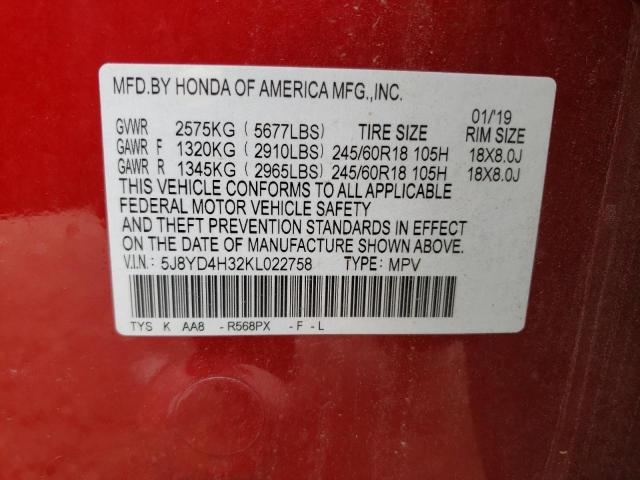 MFD.BY HONDA OF AMERICA MFG.,INC.
01/'19
GVWR 2575KG (5677LBS) TIRE SIZE RIM SIZE
GAWR F 1320KG (2910LBS) 245/60R18 105H 18X8.0J
GAWR R 1345KG (2965LBS) 245/60R18 105H 18X8.0J
THIS VEHICLE CONFORMS TO ALL APPLICABLE
FEDERAL MOTOR VEHICLE SAFETY
AND THEFT PREVENTION STANDARDS IN EFFECT
ON THE DATE OF MANUFACTURE SHOWN ABOVE.
V.I.N.: 5J8YD4H32KL022758 TYPE: MPV
TYS K AA8 -R568PX -F -L